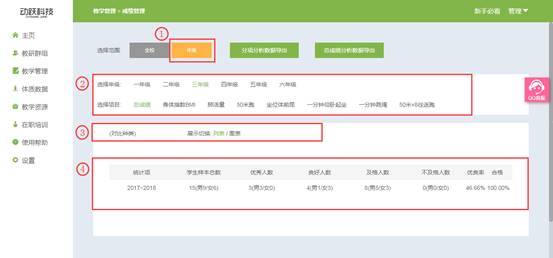 动跃科技
教学管理 > 成绩管理
新手必看 管理
主页
教研群组
教学管理
体质数据
教学资源
在职培训
使用帮助
设置
①
选择范围 全校 年级 分项分析数据导出 总成绩分析数据导出
②
选择年级: 一年级 二年级 三年级 四年级 五年级 六年级
选择项目: 总成绩 身体指数BMI 肺活量 50米跑 坐位体前屈 一分钟仰卧起坐 一分钟跳绳 50米×8往返跑
QQ客服
③
(对比种类) 展示切换: 列表 / 图表
④
统计项 学生样本总数 优秀人数 良好人数 及格人数 不及格人数 优良率 合格
2017~2018 15(男9/女6) 3(男3/女0) 4(男1/女3) 8(男5/女3) 0(男0/女0) 46.66% 100.00%